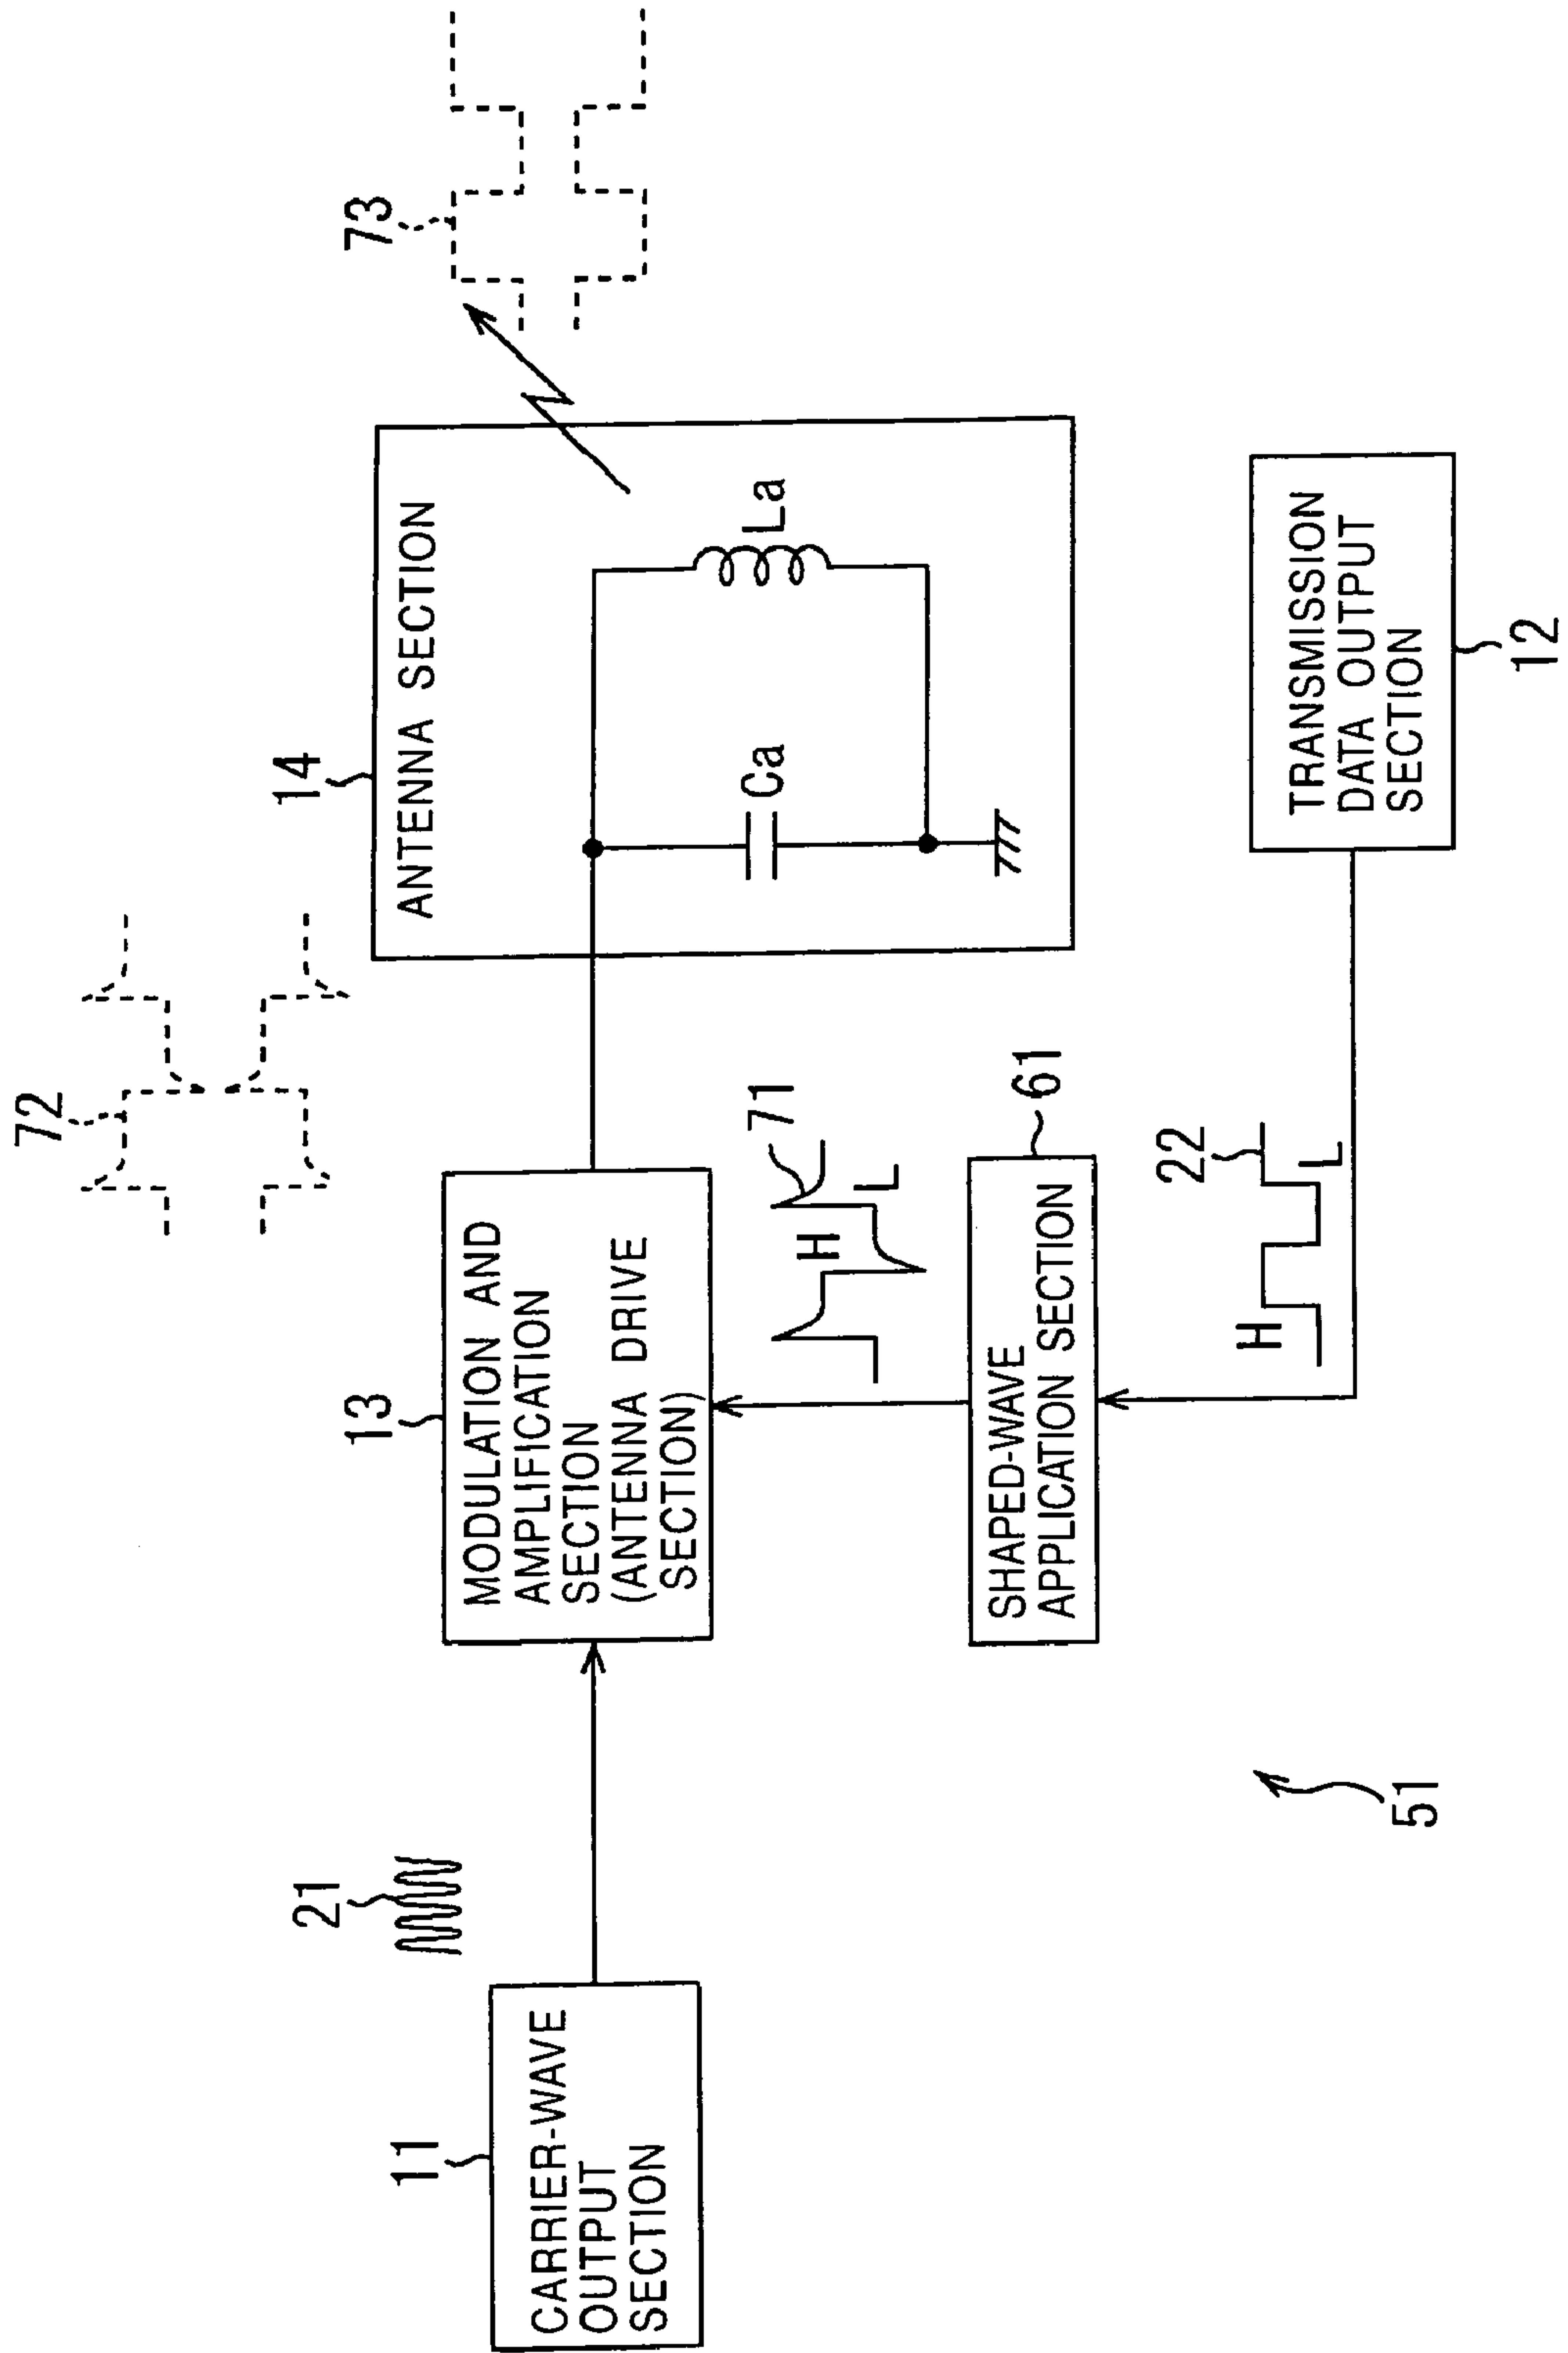 72
73
14
ANTENNA SECTION
La
Ca
21
13
MODULATION AND
AMPLIFICATION
SECTION
(ANTENNA DRIVE
SECTION)
11
CARRIER-WAVE
OUTPUT
SECTION
71
H
L
61
SHAPED-WAVE
APPLICATION SECTION
22
H
L
TRANSMISSION
DATA OUTPUT
SECTION
12
51